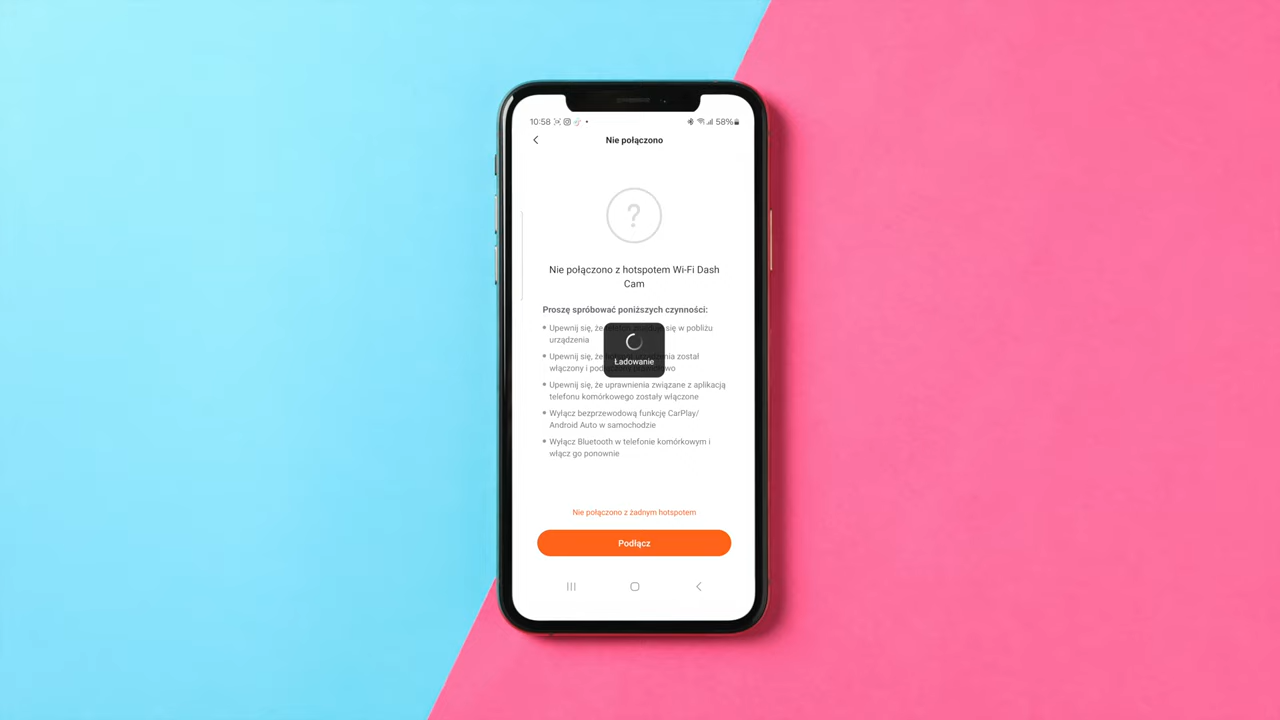 10:58 58%
Nie połączono
?
Nie połączono z hotspotem Wi-Fi Dash
Cam
Proszę spróbować poniższych czynności:
Upewnij się, że się w pobliżu
urządzenia
Upewnij się, że został
włączony i
Upewnij się, że uprawnienia związane z aplikacją
telefonu komórkowego zostały włączone
Wyłącz bezprzewodową funkcję CarPlay/
Android Auto w samochodzie
Wyłącz Bluetooth w telefonie komórkowym i
włącz go ponownie
Ładowanie
Nie połączono z żadnym hotspotem
Podłącz